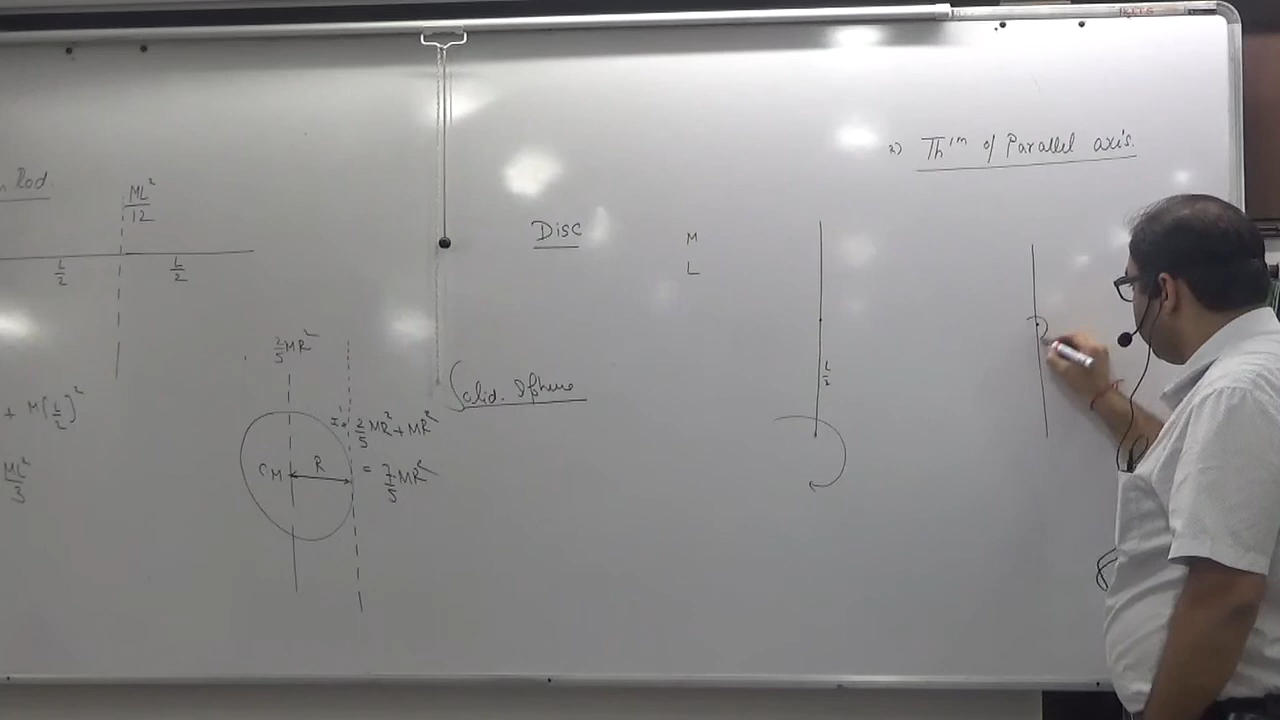 2) Th^m of Parallel axis.
Rod.
ML²/12
L/2 L/2
+ M(L/2)²
ML²/3
Disc
M
L
L/2
Solid. Sphere
2/5 MR²
CM R
2/5 MR² + MR²
= 7/5 MR²